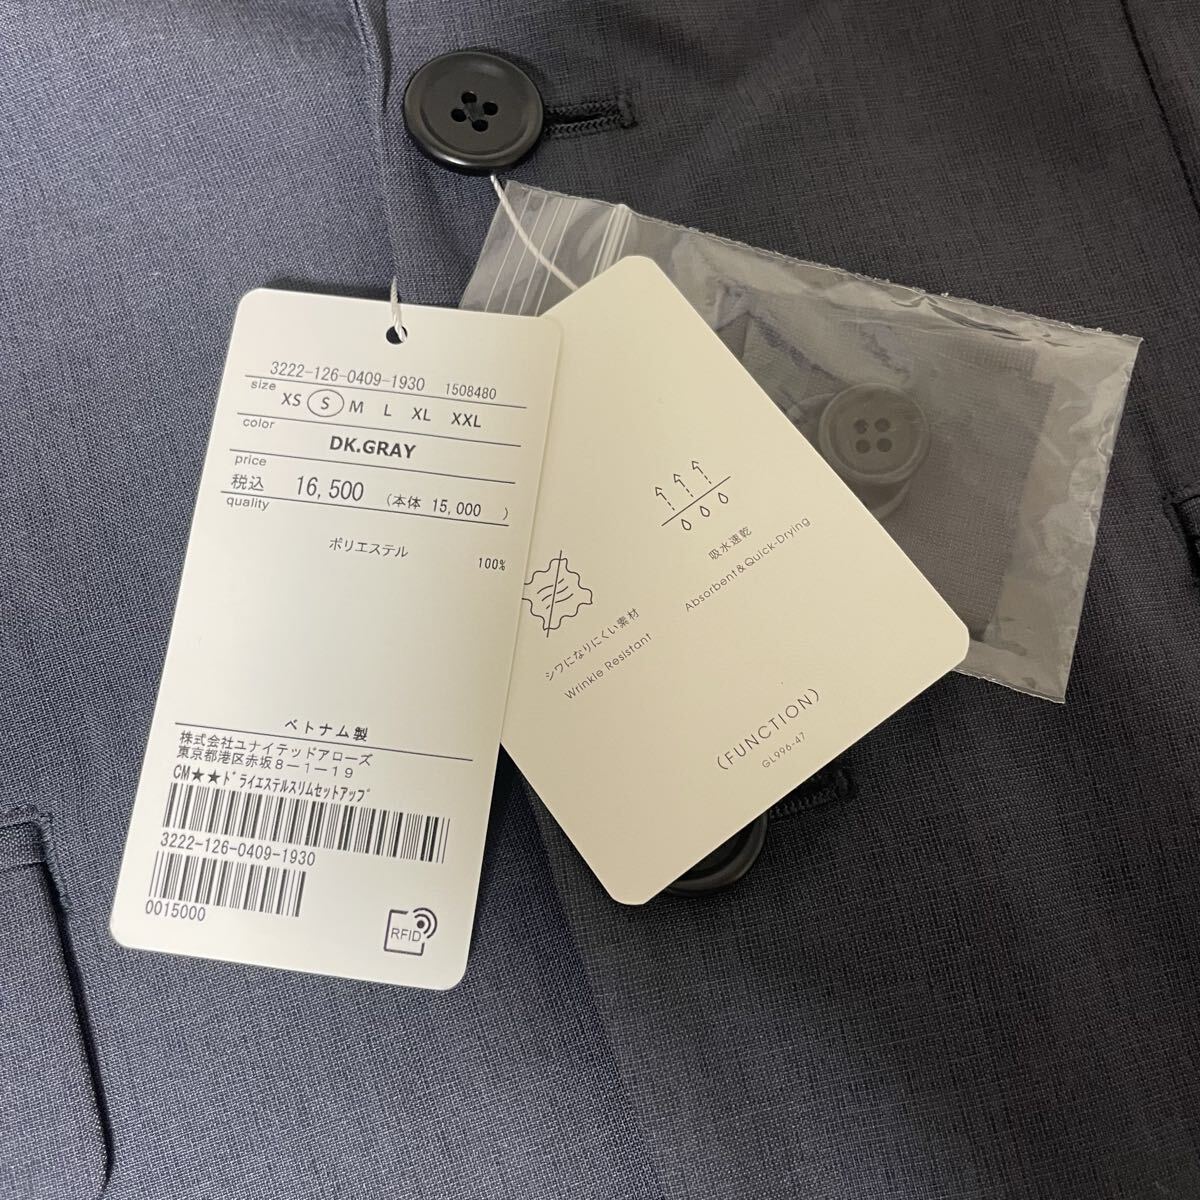 3222-126-0409-1930 1508480
size
XS S M L XL XXL
color
DK.GRAY
price
税込 16,500 (本体 15,000 )
quality
ポリエステル 100%
ベトナム製
株式会社ユナイテッドアローズ
東京都港区赤坂8-1-19
CM★★ドライエステルスリムセットアップ
3222-126-0409-1930
0015000
RFID
吸水速乾
Absorbent&Quick-Drying
シワになりにくい素材
Wrinkle Resistant
(FUNCTION)
GL996-47